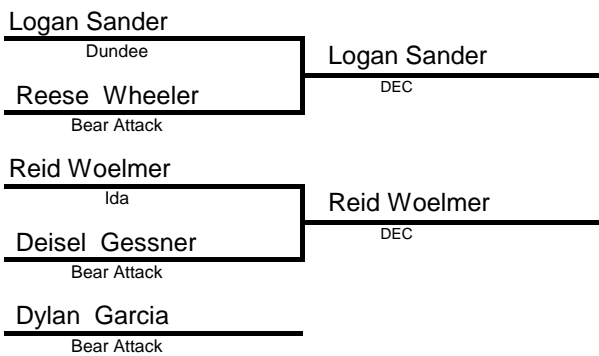 Logan Sander
Dundee
Logan Sander
DEC
Reese Wheeler
Bear Attack
Reid Woelmer
Ida
Reid Woelmer
DEC
Deisel Gessner
Bear Attack
Dylan Garcia
Bear Attack